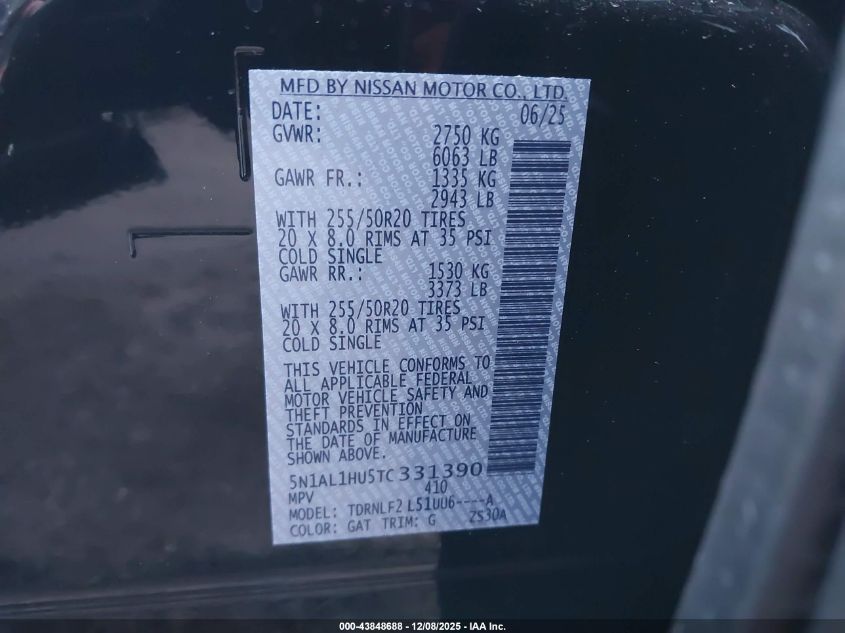 MFD BY NISSAN MOTOR CO., LTD.
DATE: 06/25
GVWR: 2750 KG
6063 LB
GAWR FR.: 1335 KG
2943 LB
WITH 255/50R20 TIRES
20 X 8.0 RIMS AT 35 PSI
COLD SINGLE
GAWR RR.: 1530 KG
3373 LB
WITH 255/50R20 TIRES
20 X 8.0 RIMS AT 35 PSI
COLD SINGLE
THIS VEHICLE CONFORMS TO
ALL APPLICABLE FEDERAL
MOTOR VEHICLE SAFETY AND
THEFT PREVENTION
STANDARDS IN EFFECT ON
THE DATE OF MANUFACTURE
SHOWN ABOVE.
5N1AL1HU5TC331390
MPV 410
MODEL: TDRNLF2 L51UU6----A
COLOR: GAT TRIM: G ZS30A
000-43848688 - 12/08/2025 - IAA Inc.